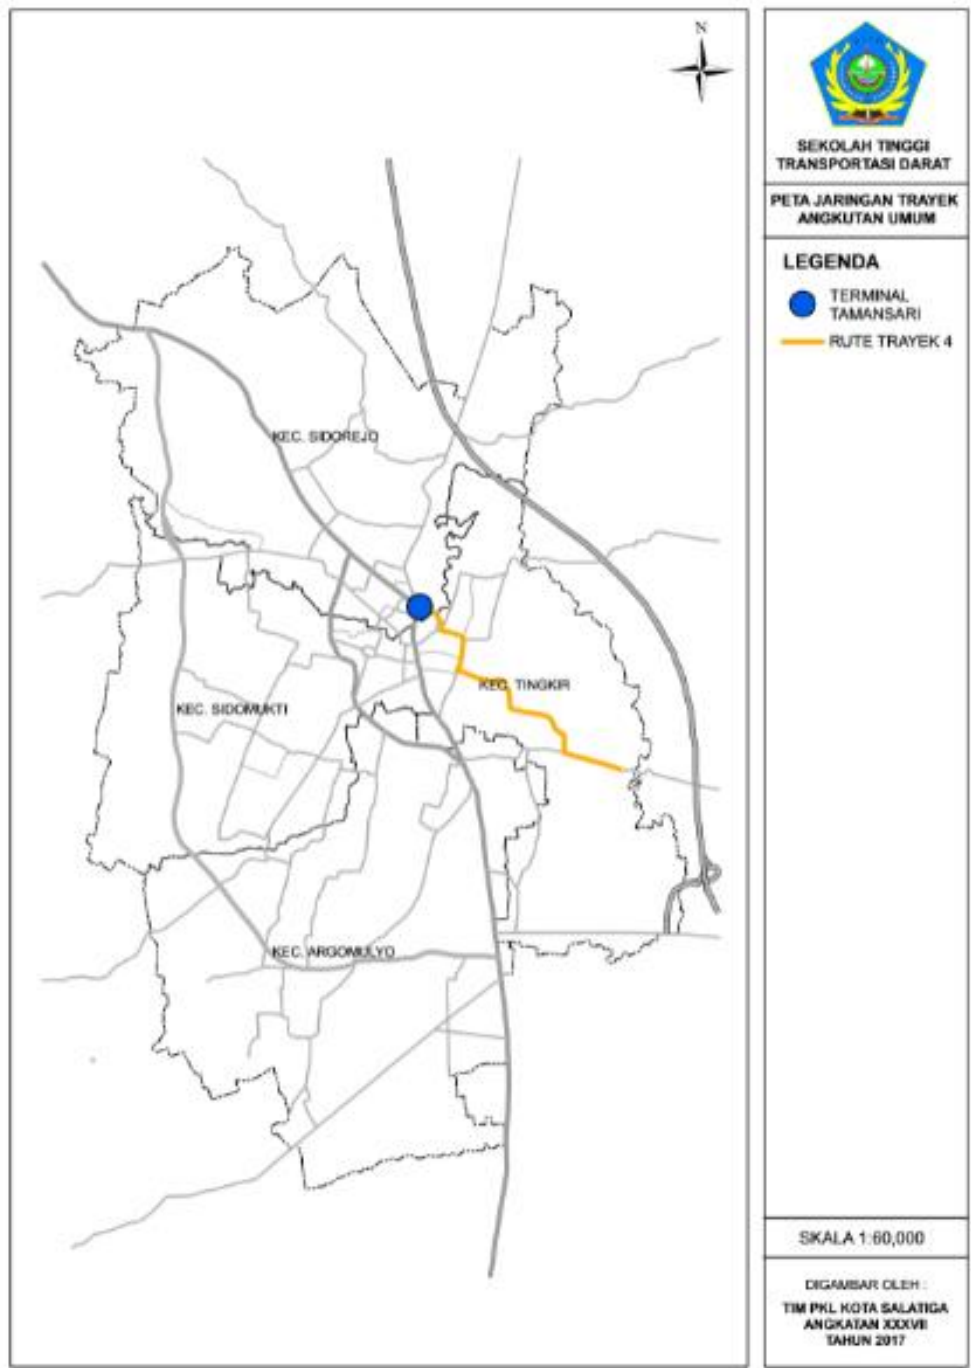 N
KEC. SIDOREJO
KEC. TINGKIR
KEC. SIDOMUKTI
KEC. ARGOMULYO
SEKOLAH TINGGI
TRANSPORTASI DARAT
PETA JARINGAN TRAYEK
ANGKUTAN UMUM
LEGENDA
TERMINAL
TAMANSARI
RUTE TRAYEK 4
SKALA 1:60,000
DIGAMBAR OLEH :
TIM PKL KOTA SALATIGA
ANGKATAN XXXVII
TAHUN 2017